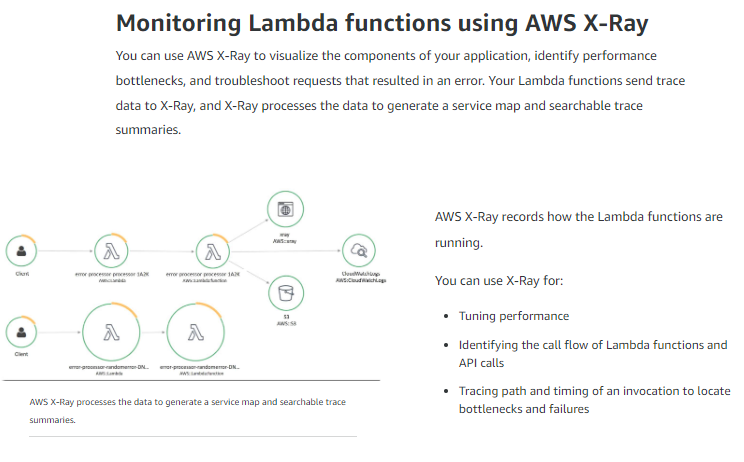 Monitoring Lambda functions using AWS X-Ray
You can use AWS X-Ray to visualize the components of your application, identify performance
bottlenecks, and troubleshoot requests that resulted in an error. Your Lambda functions send trace
data to X-Ray, and X-Ray processes the data to generate a service map and searchable trace
summaries.
xray
AWS::xray
Client
error-processor-processor-1A2K
AWS::Lambda
error-processor-processor-1A2K
AWS::Lambda::Function
CloudWatchLogs
AWS::CloudWatchLogs
S3
AWS::S3
Client
error-processor-randomerror-DN...
AWS::Lambda
error-processor-randomerror-DN...
AWS::Lambda::Function
AWS X-Ray processes the data to generate a service map and searchable trace
summaries.
AWS X-Ray records how the Lambda functions are
running.
You can use X-Ray for:
• Tuning performance
• Identifying the call flow of Lambda functions and
API calls
• Tracing path and timing of an invocation to locate
bottlenecks and failures